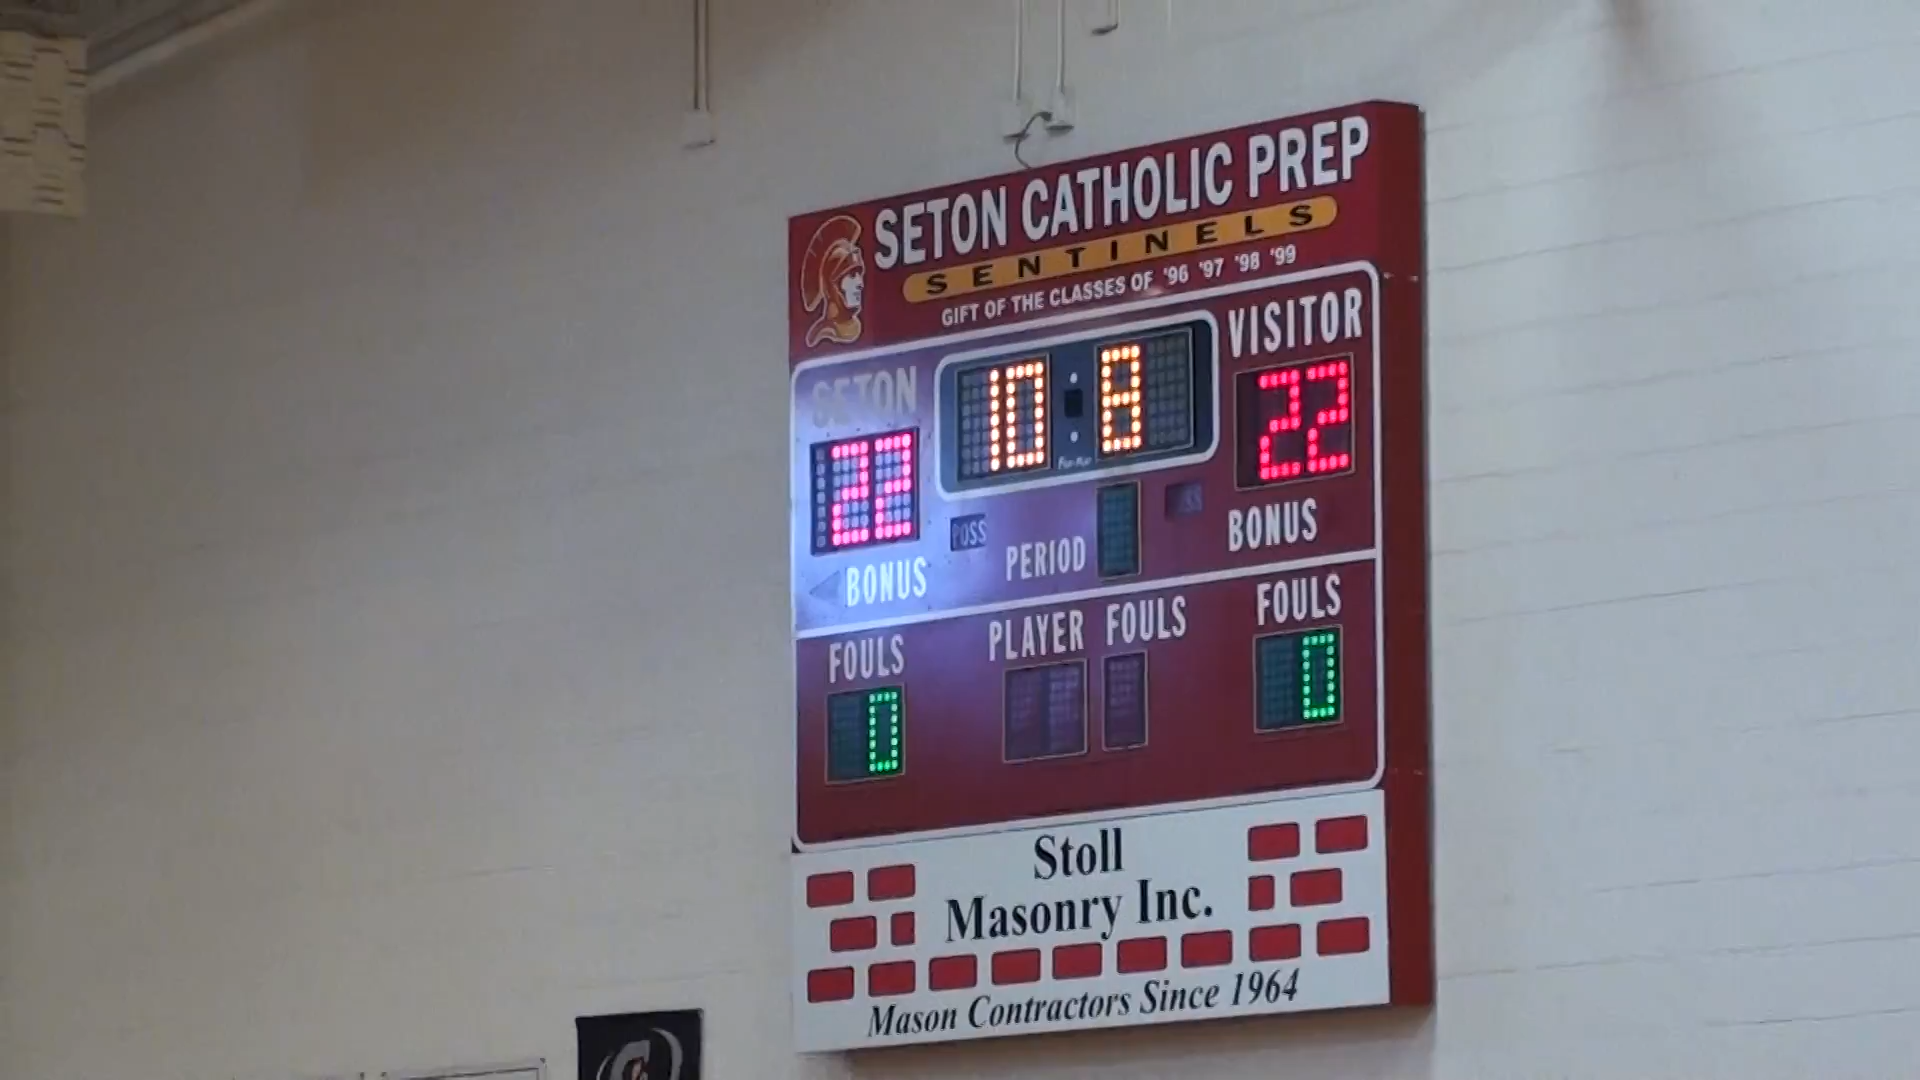 SETON CATHOLIC PREP
SENTINELS
GIFT OF THE CLASSES OF '96 '97 '98 '99
SETON
10:8
VISITOR
22
22
POSS
PERIOD
BONUS
BONUS
FOULS
PLAYER FOULS
FOULS
0
0
Stoll
Masonry Inc.
Mason Contractors Since 1964